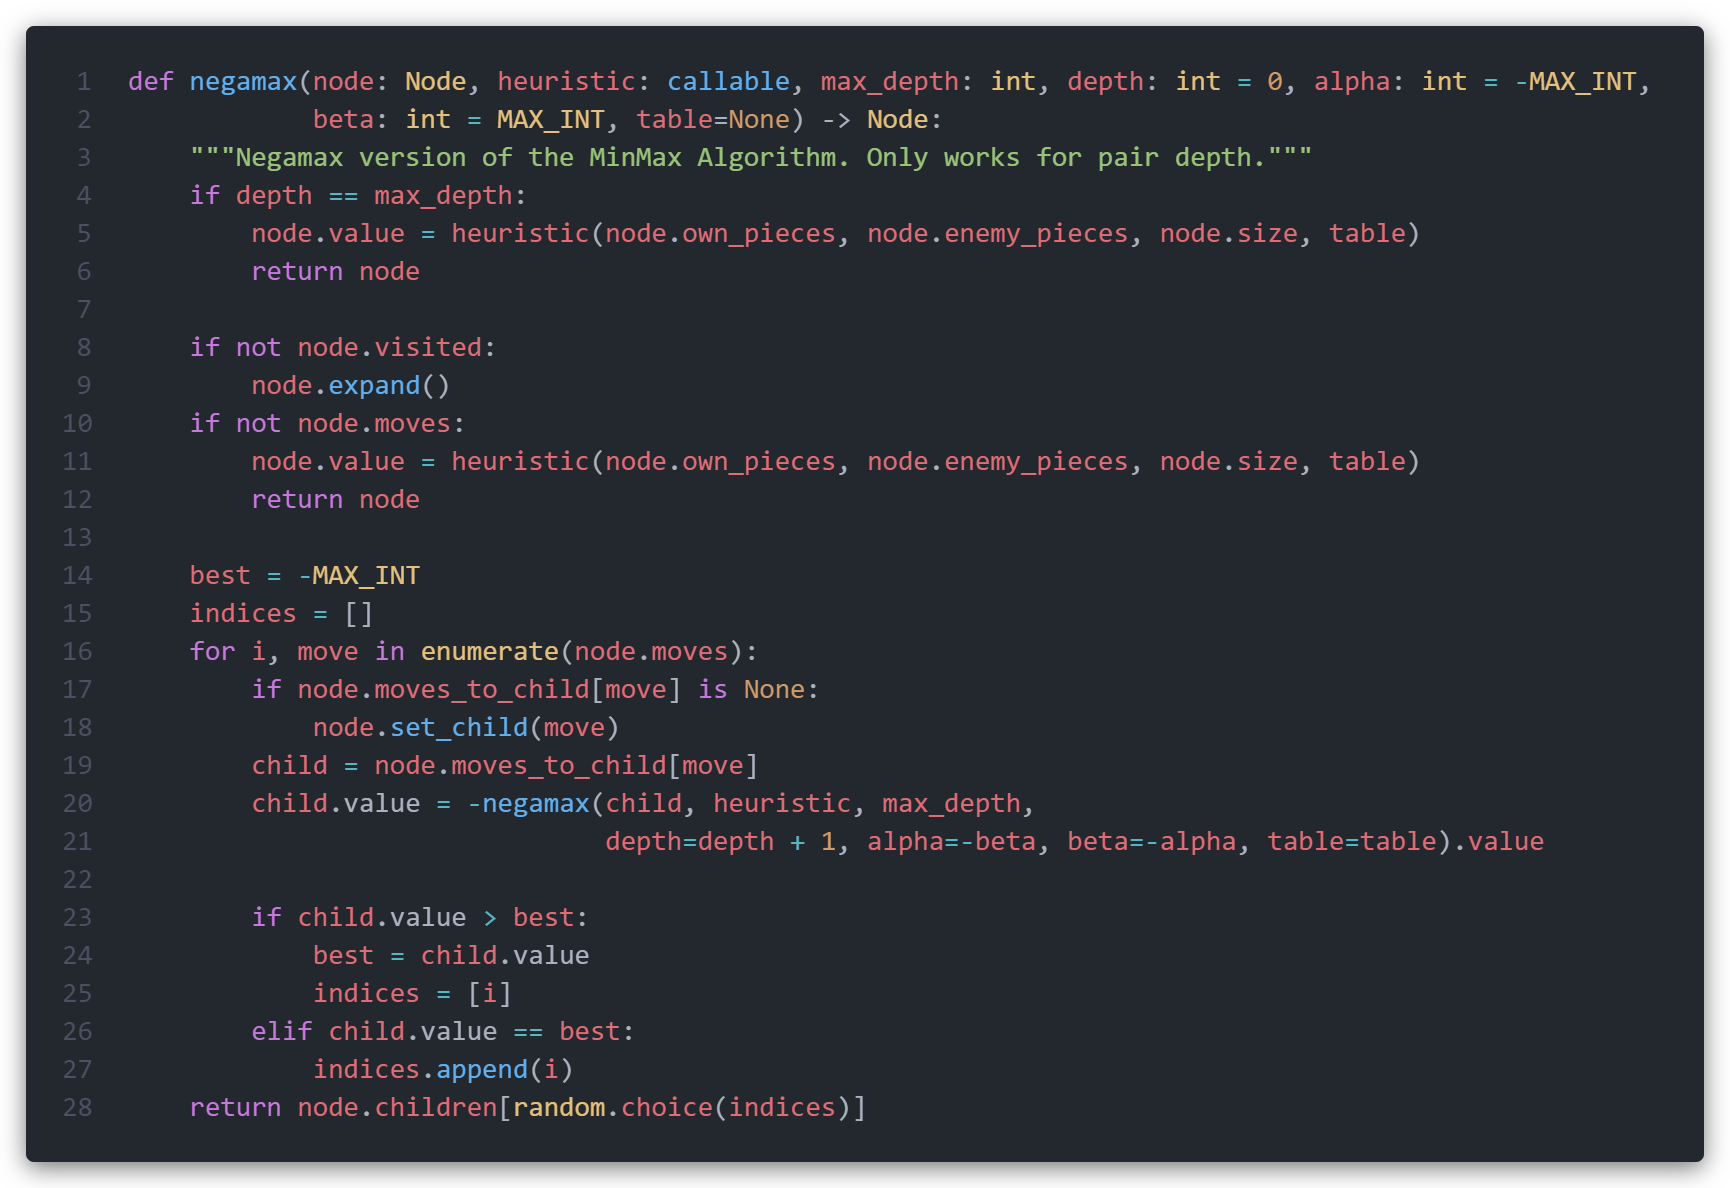 1 def negamax(node: Node, heuristic: callable, max_depth: int, depth: int = 0, alpha: int = -MAX_INT,
2             beta: int = MAX_INT, table=None) -> Node:
3     """Negamax version of the MinMax Algorithm. Only works for pair depth."""
4     if depth == max_depth:
5         node.value = heuristic(node.own_pieces, node.enemy_pieces, node.size, table)
6         return node
7
8     if not node.visited:
9         node.expand()
10     if not node.moves:
11         node.value = heuristic(node.own_pieces, node.enemy_pieces, node.size, table)
12         return node
13
14     best = -MAX_INT
15     indices = []
16     for i, move in enumerate(node.moves):
17         if node.moves_to_child[move] is None:
18             node.set_child(move)
19         child = node.moves_to_child[move]
20         child.value = -negamax(child, heuristic, max_depth,
21                                depth=depth + 1, alpha=-beta, beta=-alpha, table=table).value
22
23         if child.value > best:
24             best = child.value
25             indices = [i]
26         elif child.value == best:
27             indices.append(i)
28     return node.children[random.choice(indices)]